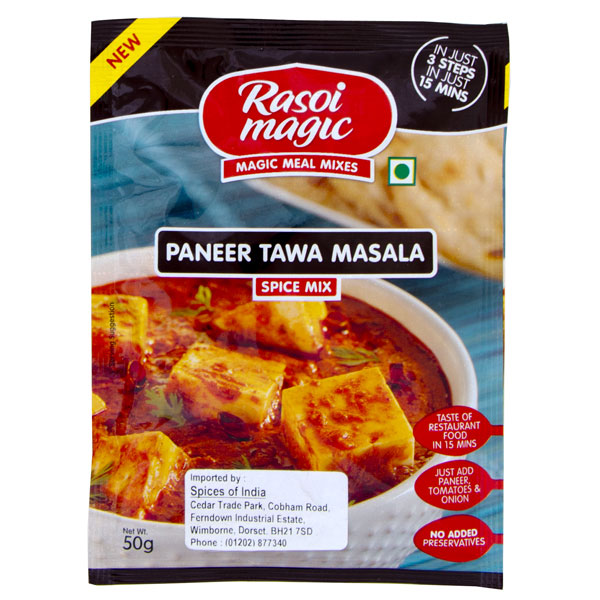 NEW
IN JUST
3 STEPS
IN JUST
15 MINS
Rasoi
magic
MAGIC MEAL MIXES
PANEER TAWA MASALA
SPICE MIX
TASTE OF
RESTAURANT
FOOD
IN 15 MINS
JUST ADD
PANEER,
TOMATOES &
ONION
NO ADDED
PRESERVATIVES
Imported by :
Spices of India
Cedar Trade Park, Cobham Road,
Ferndown Industrial Estate,
Wimborne, Dorset. BH21 7SD
Phone : (01202) 877340
Net Wt.
50g